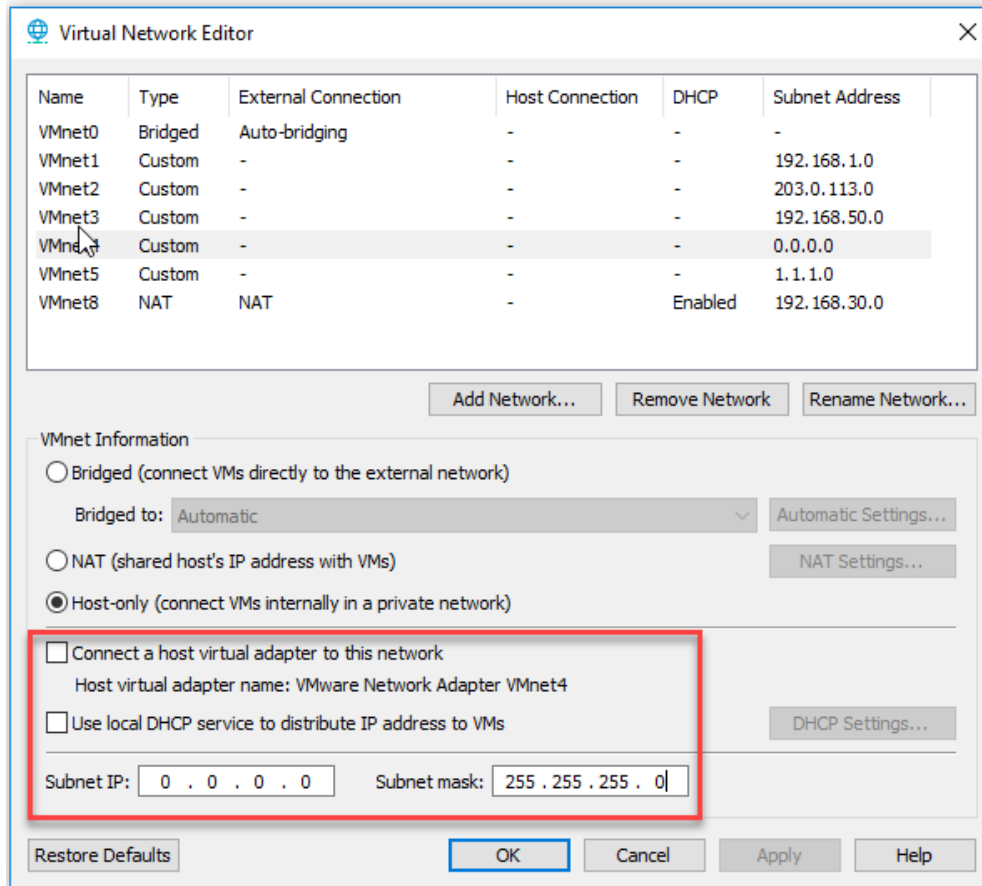 Virtual Network Editor
Name Type External Connection Host Connection DHCP Subnet Address
VMnet0 Bridged Auto-bridging - - -
VMnet1 Custom - - - 192.168.1.0
VMnet2 Custom - - - 203.0.113.0
VMnet3 Custom - - - 192.168.50.0
VMnet4 Custom - - - 0.0.0.0
VMnet5 Custom - - - 1.1.1.0
VMnet8 NAT NAT - Enabled 192.168.30.0
Add Network... Remove Network Rename Network...
VMnet Information
Bridged (connect VMs directly to the external network)
Bridged to: Automatic Automatic Settings...
NAT (shared host's IP address with VMs) NAT Settings...
Host-only (connect VMs internally in a private network)
Connect a host virtual adapter to this network
Host virtual adapter name: VMware Network Adapter VMnet4
Use local DHCP service to distribute IP address to VMs DHCP Settings...
Subnet IP: 0 . 0 . 0 . 0 Subnet mask: 255 . 255 . 255 . 0
Restore Defaults OK Cancel Apply Help